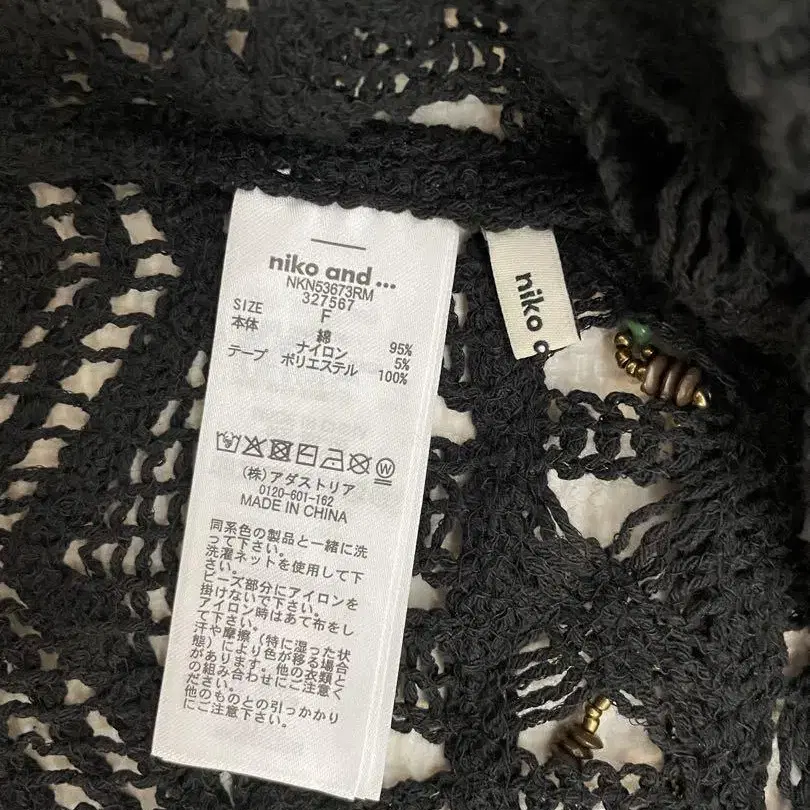 niko and ...
NKN53673RM
327567
SIZE F
本体 綿 95%
ナイロン 5%
テープ ポリエステル 100%
(株)アダストリア
0120-601-162
MADE IN CHINA
同系色の製品と一緒に洗
って下さい。
洗濯ネットを使用して下
さい。
ビーズ部分にアイロンを
掛けないで下さい。
アイロン時はあて布をし
て下さい。
汗や摩擦(特に湿った状
態)により色が移る場合
があります。他の衣類と
の組み合わせにご注意く
ださい。
他のものとの引っかかり
にご注意下さい。
niko a